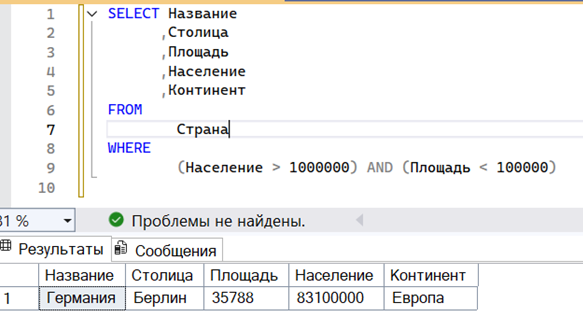 1 SELECT Название
2 ,Столица
3 ,Площадь
4 ,Население
5 ,Континент
6 FROM
7 Страна
8 WHERE
9 (Население > 1000000) AND (Площадь < 100000)
10
31 % Проблемы не найдены.
Результаты Сообщения
Название Столица Площадь Население Континент
1 Германия Берлин 35788 83100000 Европа